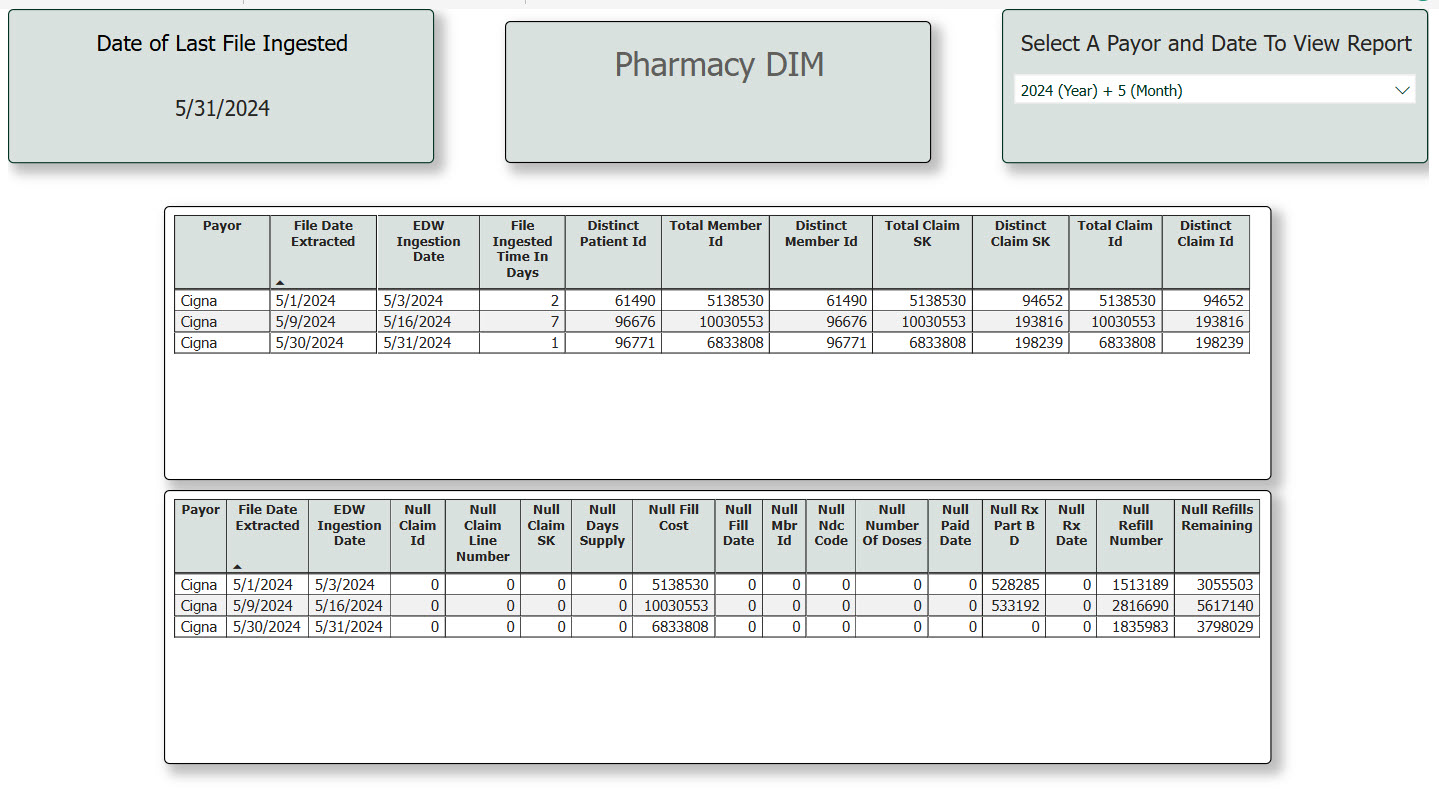 Date of Last File Ingested
5/31/2024
Pharmacy DIM
Select A Payor and Date To View Report
2024 (Year) + 5 (Month)
Payor File Date Extracted EDW Ingestion Date File Ingested Time In Days Distinct Patient Id Total Member Id Distinct Member Id Total Claim SK Distinct Claim SK Total Claim Id Distinct Claim Id
Cigna 5/1/2024 5/3/2024 2 61490 5138530 61490 5138530 94652 5138530 94652
Cigna 5/9/2024 5/16/2024 7 96676 10030553 96676 10030553 193816 10030553 193816
Cigna 5/30/2024 5/31/2024 1 96771 6833808 96771 6833808 198239 6833808 198239
Payor File Date Extracted EDW Ingestion Date Null Claim Id Null Claim Line Number Null Claim SK Null Days Supply Null Fill Cost Null Fill Date Null Mbr Id Null Ndc Code Null Number Of Doses Null Paid Date Null Rx Part B D Null Rx Date Null Refill Number Null Refills Remaining
Cigna 5/1/2024 5/3/2024 0 0 0 0 5138530 0 0 0 0 0 528285 0 1513189 3055503
Cigna 5/9/2024 5/16/2024 0 0 0 0 10030553 0 0 0 0 0 533192 0 2816690 5617140
Cigna 5/30/2024 5/31/2024 0 0 0 0 6833808 0 0 0 0 0 0 0 1835983 3798029